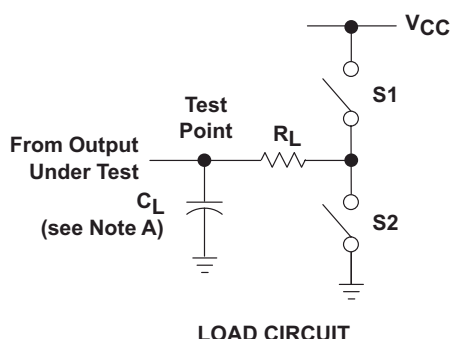 VCC
S1
Test
Point
RL
From Output
Under Test
CL
(see Note A)
S2
LOAD CIRCUIT